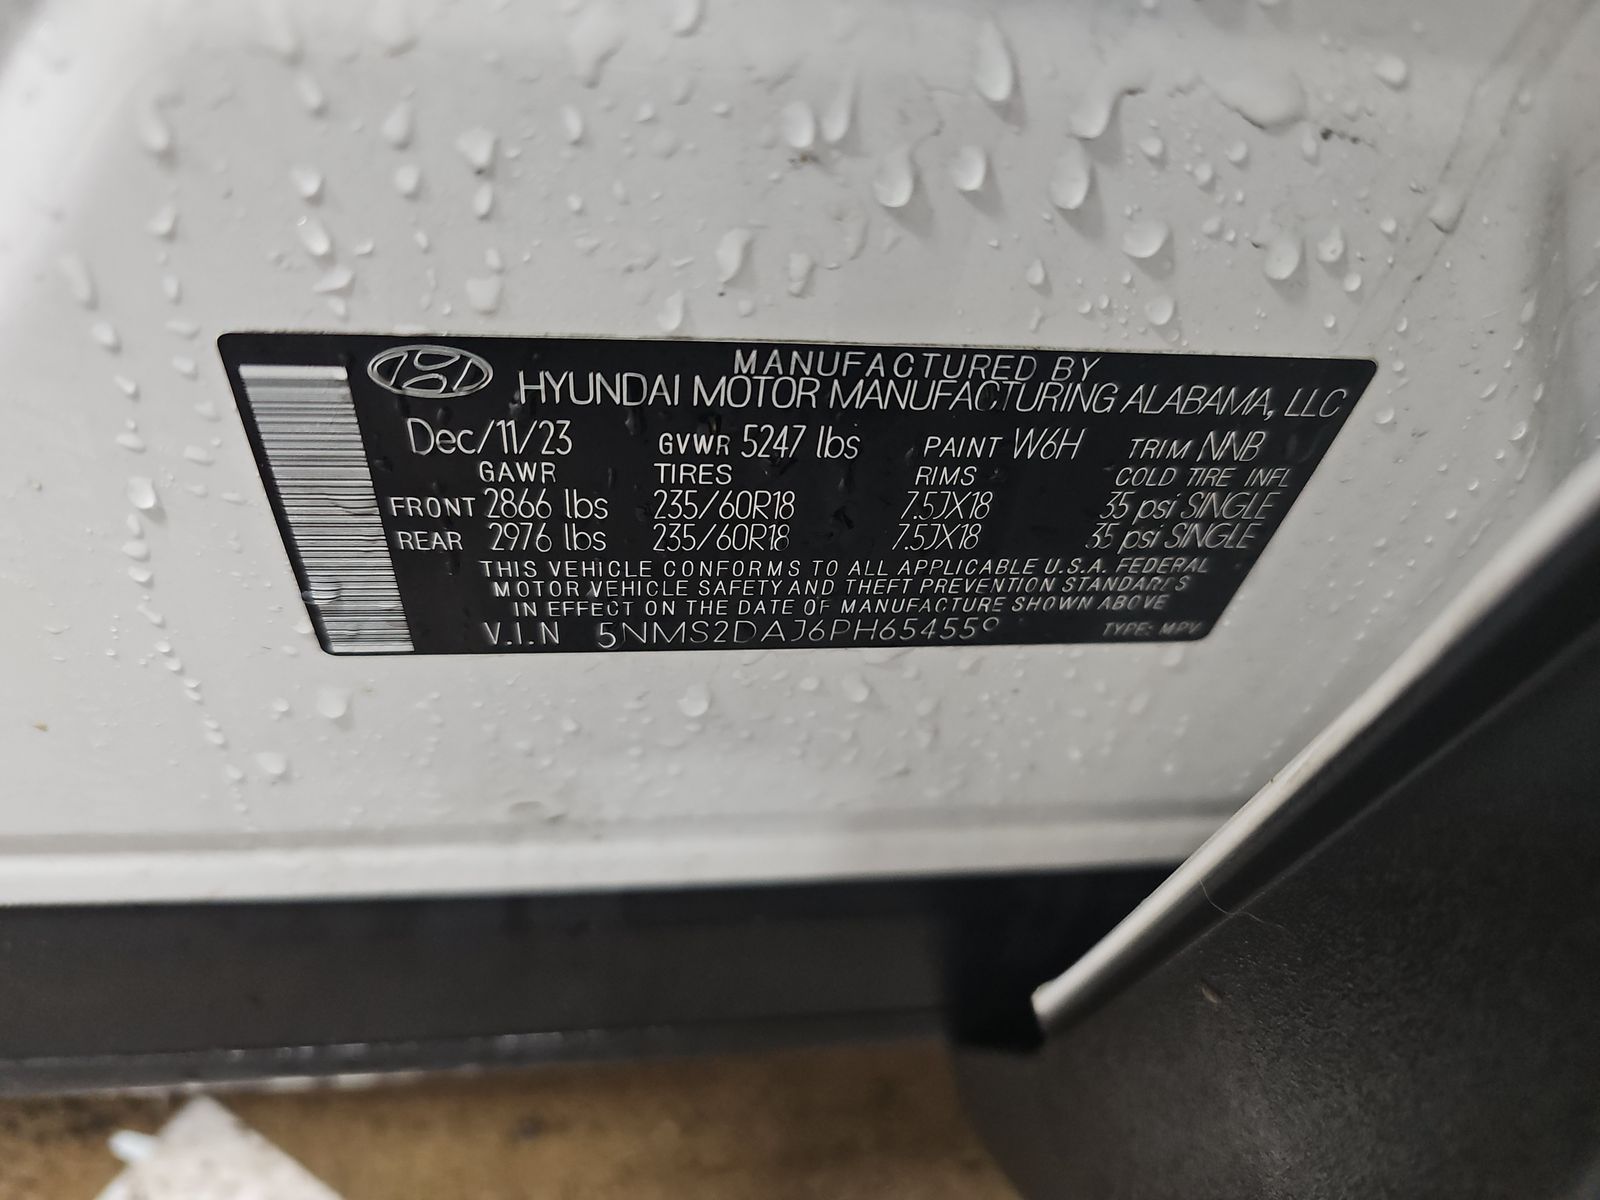 MANUFACTURED BY
HYUNDAI MOTOR MANUFACTURING ALABAMA, LLC
Dec/11/23 GVWR 5247 lbs PAINT W6H TRIM NNB
GAWR TIRES RIMS COLD TIRE INFL
FRONT 2866 lbs 235/60R18 7.5JX18 35 psi SINGLE
REAR 2976 lbs 235/60R18 7.5JX18 35 psi SINGLE
THIS VEHICLE CONFORMS TO ALL APPLICABLE U.S.A. FEDERAL
MOTOR VEHICLE SAFETY AND THEFT PREVENTION STANDARDS
IN EFFECT ON THE DATE OF MANUFACTURE SHOWN ABOVE
V.I.N 5NMS2DAJ6PH654559 TYPE: MPV